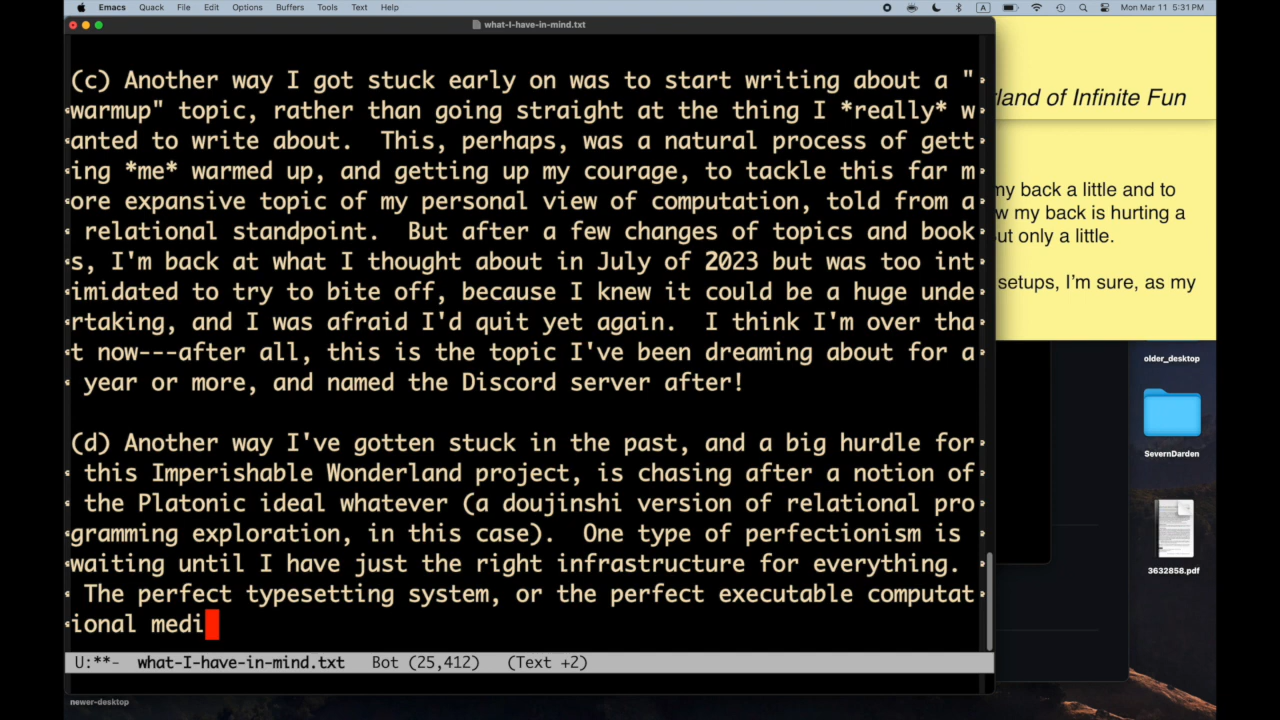 Emacs Quack File Edit Options Buffers Tools Text Help
A
Mon Mar 11 5:31 PM
what-I-have-in-mind.txt
(c) Another way I got stuck early on was to start writing about a "
warmup" topic, rather than going straight at the thing I *really* w
anted to write about.  This, perhaps, was a natural process of gett
ing *me* warmed up, and getting up my courage, to tackle this far m
ore expansive topic of my personal view of computation, told from a
 relational standpoint.  But after a few changes of topics and book
s, I'm back at what I thought about in July of 2023 but was too int
imidated to try to bite off, because I knew it could be a huge unde
rtaking, and I was afraid I'd quit yet again.  I think I'm over tha
t now---after all, this is the topic I've been dreaming about for a
 year or more, and named the Discord server after!
(d) Another way I've gotten stuck in the past, and a big hurdle for
 this Imperishable Wonderland project, is chasing after a notion of
 the Platonic ideal whatever (a doujinshi version of relational pro
gramming exploration, in this case).  One type of perfectionism is
waiting until I have just the right infrastructure for everything.
 The perfect typesetting system, or the perfect executable computat
ional medi
U:**-  what-I-have-in-mind.txt   Bot (25,412)   (Text +2)
rland of Infinite Fun
my back a little and to
w my back is hurting a
ut only a little.
setups, I'm sure, as my
older_desktop
SevernDarden
3632858.pdf
newer-desktop